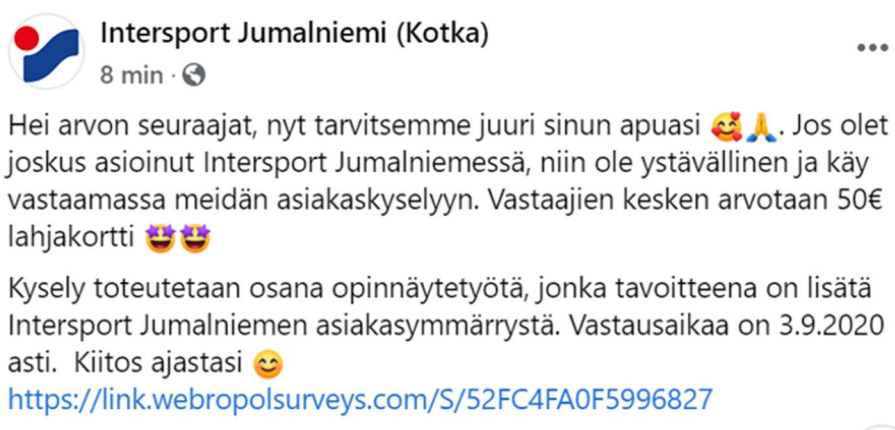 Intersport Jumalniemi (Kotka)
8 min ·
Hei arvon seuraajat, nyt tarvitsemme juuri sinun apuasi 🥰🙏. Jos olet
joskus asioinut Intersport Jumalniemessä, niin ole ystävällinen ja käy
vastaamassa meidän asiakaskyselyyn. Vastaajien kesken arvotaan 50€
lahjakortti 🤩🤩
Kysely toteutetaan osana opinnäytetyötä, jonka tavoitteena on lisätä
Intersport Jumalniemen asiakasymmärrystä. Vastausaikaa on 3.9.2020
asti. Kiitos ajastasi 😊
https://link.webropolsurveys.com/S/52FC4FA0F5996827